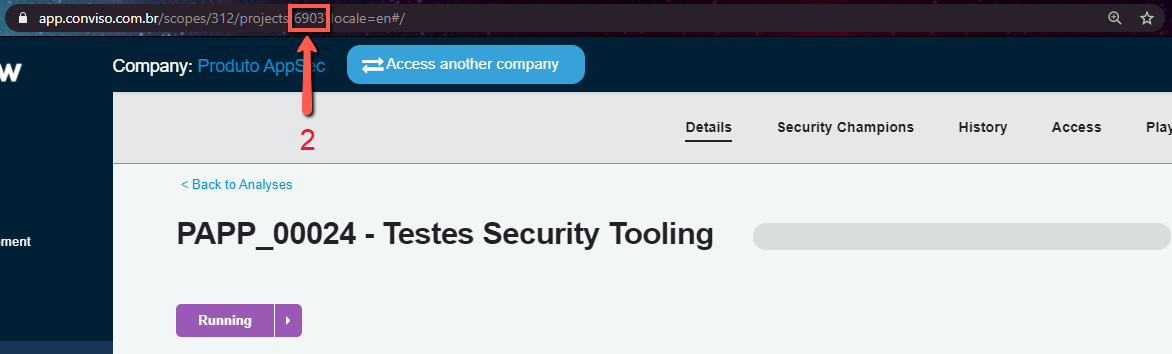 app.conviso.com.br/scopes/312/projects/6903?locale=en#/
w
Company: Produto AppSec
Access another company
2
Details
Security Champions
History
Access
Play
< Back to Analyses
PAPP_00024 - Testes Security Tooling
ement
Running